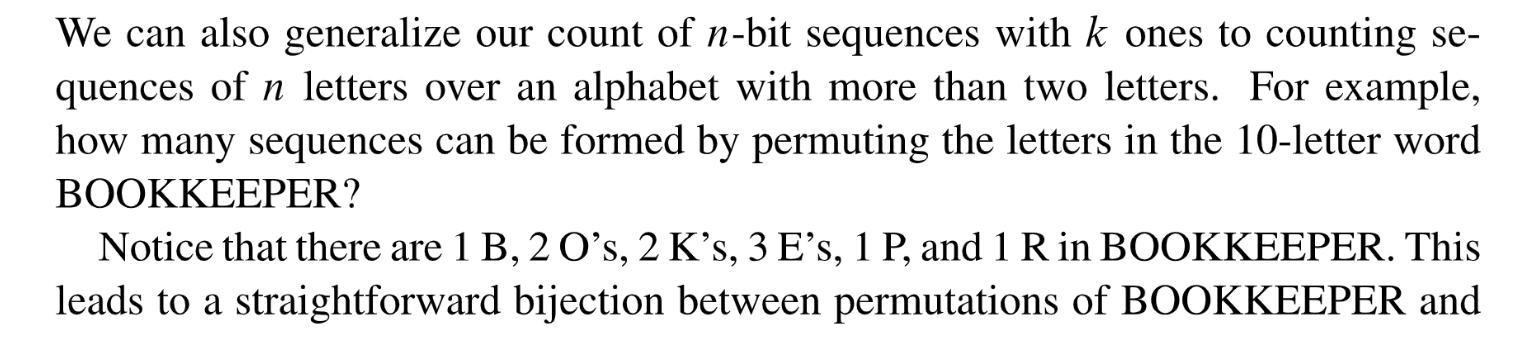 We can also generalize our count of n-bit sequences with k ones to counting se-
quences of n letters over an alphabet with more than two letters. For example,
how many sequences can be formed by permuting the letters in the 10-letter word
BOOKKEEPER?
Notice that there are 1 B, 2 O’s, 2 K’s, 3 E’s, 1 P, and 1 R in BOOKKEEPER. This
leads to a straightforward bijection between permutations of BOOKKEEPER and